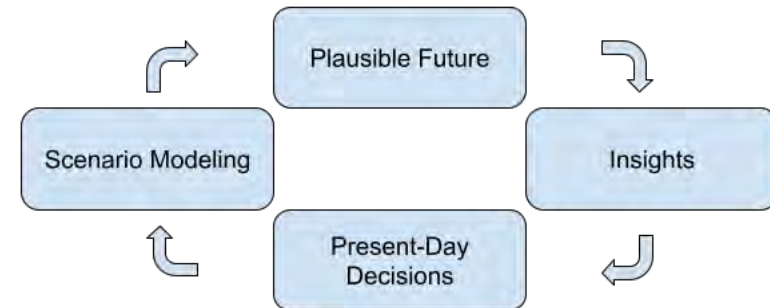 Plausible Future
Scenario Modeling
Insights
Present-Day
Decisions